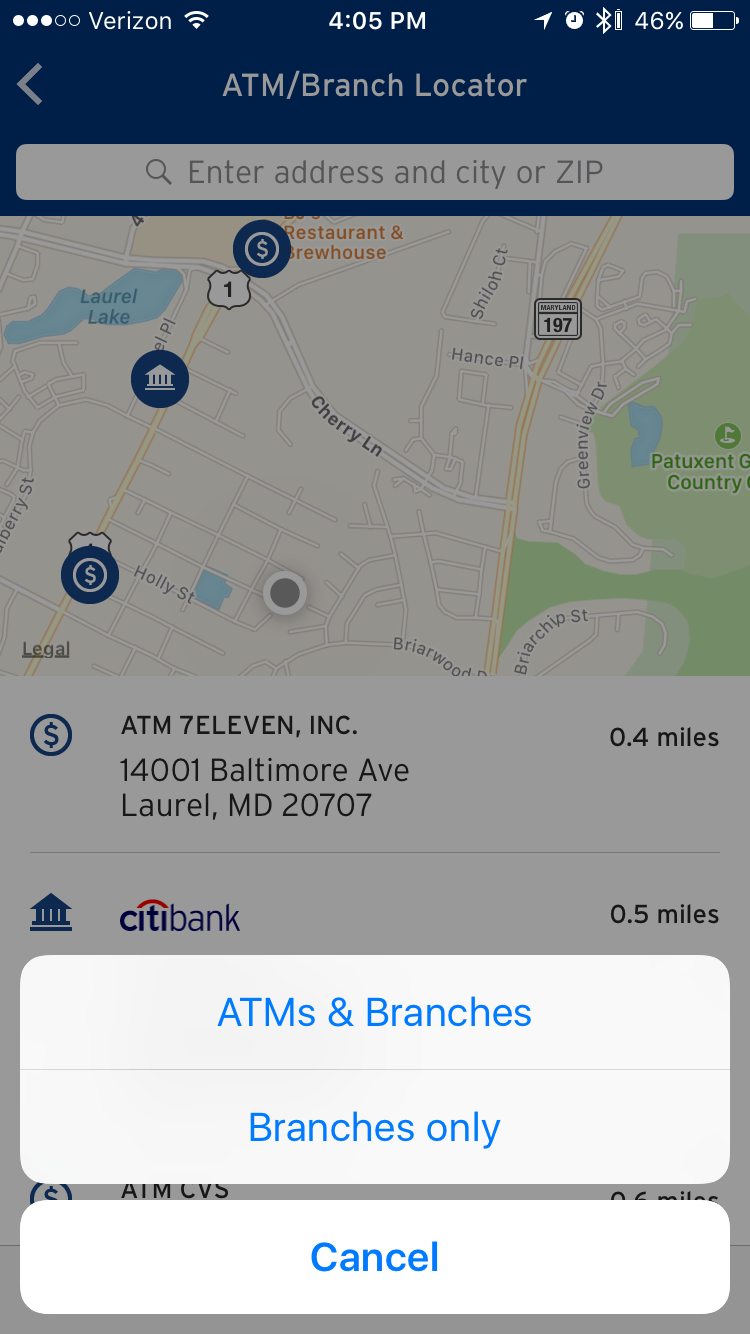 Verizon
4:05 PM
46%
ATM/Branch Locator
Enter address and city or ZIP
Restaurant &
Brewhouse
1
Laurel
Lake
Shiloh Ct
MARYLAND
197
Hance Pl
Cherry Ln
Greenview Dr
Patuxent G
Country
Holly St
Legal
Briarwood
Briarchip St
ATM 7ELEVEN, INC.
0.4 miles
14001 Baltimore Ave
Laurel, MD 20707
citibank
0.5 miles
ATMs & Branches
Branches only
ATM CVS
0.6 miles
Cancel